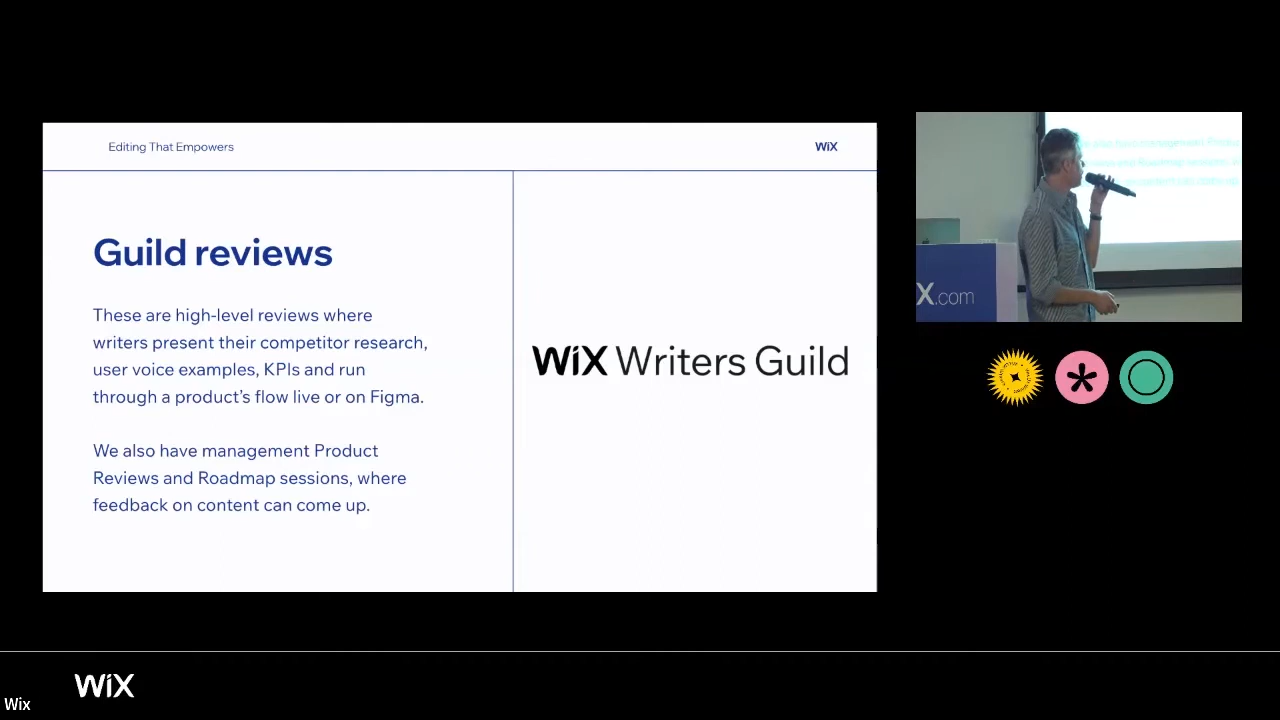 Editing That Empowers
WiX
Guild reviews
These are high-level reviews where
writers present their competitor research,
user voice examples, KPIs and run
through a product’s flow live or on Figma.
We also have management Product
Reviews and Roadmap sessions, where
feedback on content can come up.
WiX Writers Guild
X.com
WiX
Wix